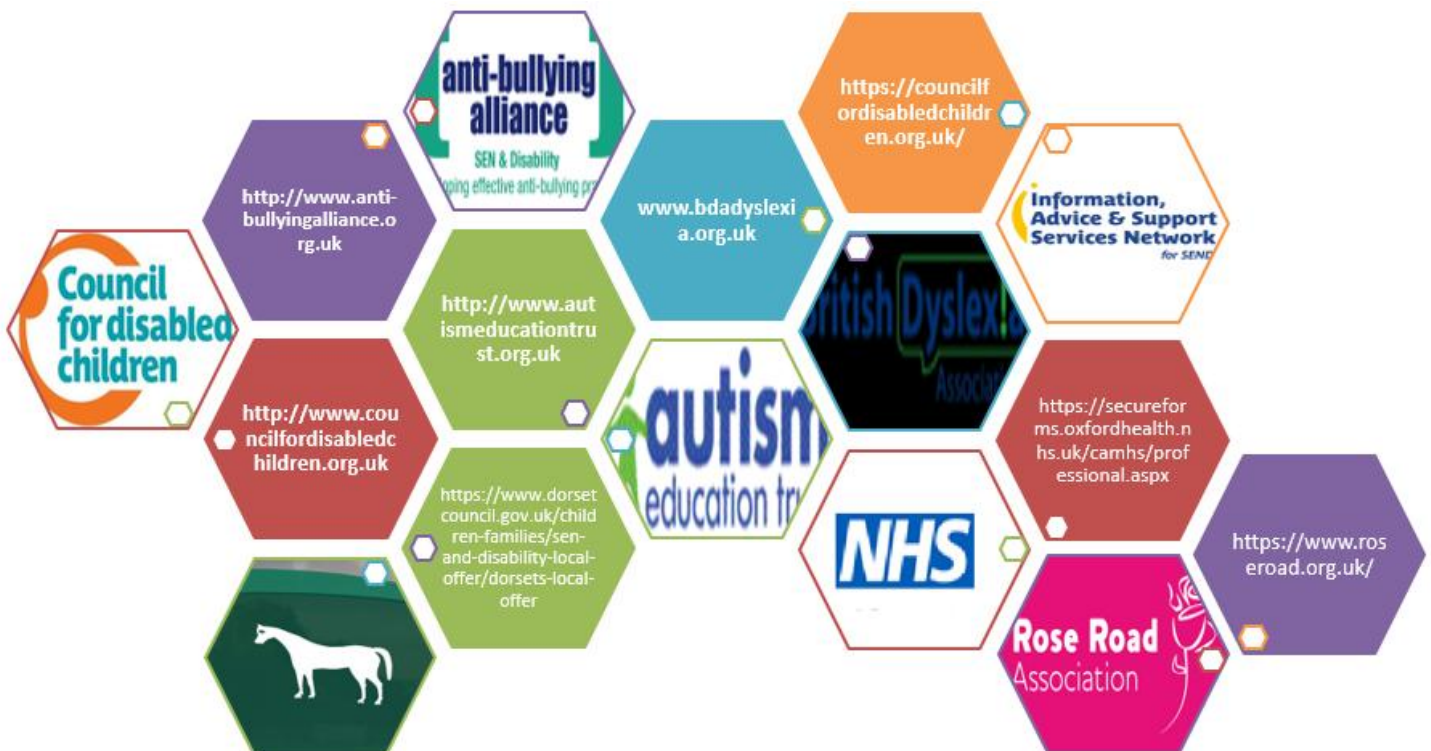 anti-bullying
alliance
SEN & Disability
effective anti-bullying
http://www.anti-
bullyingalliance.o
rg.uk
Council
for disabled
children
http://www.cou
ncilfordisabledc
hildren.org.uk
http://www.aut
ismeducationtru
st.org.uk
autism
education
https://www.dorset
council.gov.uk/child
ren-families/sen-
and-disability-local-
offer/dorsets-local-
offer
www.bdadyslexi
a.org.uk
ritish Dyslex!a
Associa
https://councilf
ordisabledchildr
en.org.uk/
Information,
Advice & Support
Services Network
for SEND
NHS
https://securefor
ms.oxfordhealth.n
hs.uk/camhs/prof
essional.aspx
Rose Road
Association
https://www.ros
eroad.org.uk/